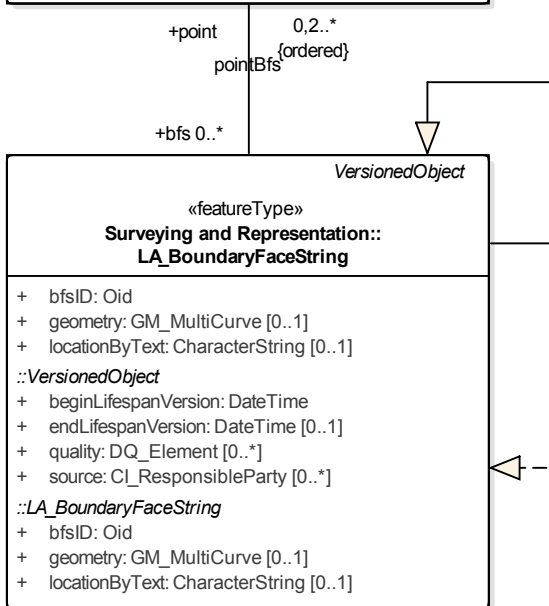 +point 0,2..*
{ordered}
pointBfs
+bfs 0..*
VersionedObject
«featureType»
Surveying and Representation::
LA_BoundaryFaceString
+ bfsID: Oid
+ geometry: GM_MultiCurve [0..1]
+ locationByText: CharacterString [0..1]
::VersionedObject
+ beginLifespanVersion: DateTime
+ endLifespanVersion: DateTime [0..1]
+ quality: DQ_Element [0..*]
+ source: CI_ResponsibleParty [0..*]
::LA_BoundaryFaceString
+ bfsID: Oid
+ geometry: GM_MultiCurve [0..1]
+ locationByText: CharacterString [0..1]